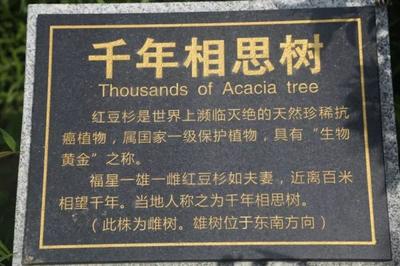 千年相思树
Thousands of Acacia tree
红豆杉是世界上濒临灭绝的天然珍稀抗
癌植物，属国家一级保护植物，具有“生物
黄金”之称。
福星一雄一雌红豆杉如夫妻，近离百米
相望千年。当地人称之为千年相思树。
（此株为雌树。雄树位于东南方向）